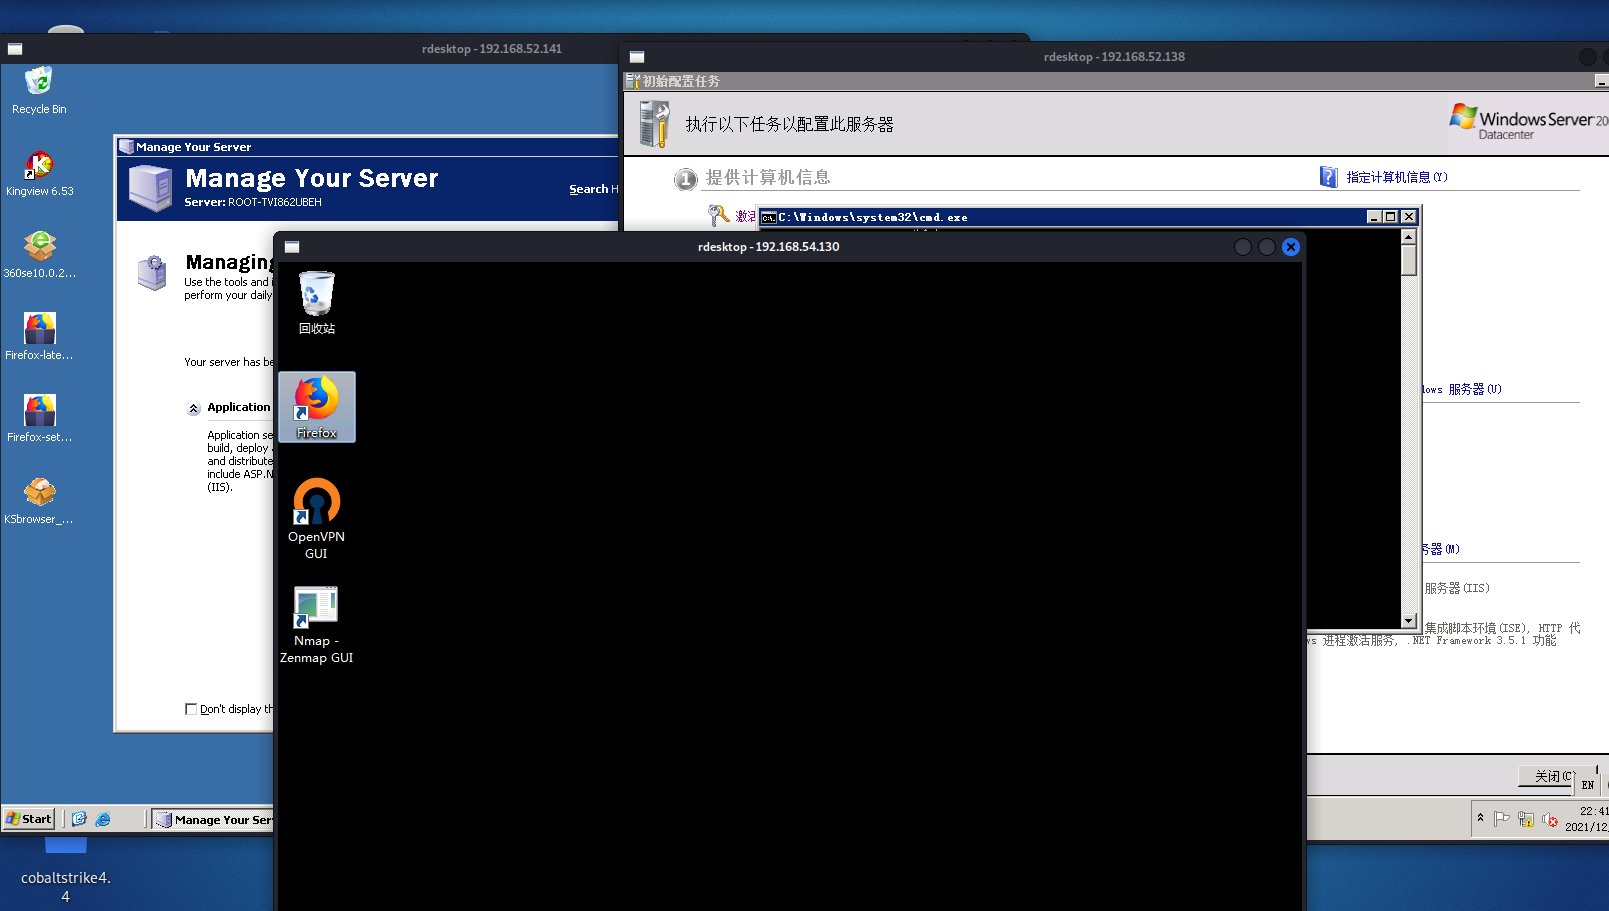 rdesktop - 192.168.52.141
Recycle Bin
Kingview 6.53
360se10.0.2...
Firefox-late...
Firefox-set...
KSbrowser_...
Manage Your Server
Manage Your Server
Server: ROOT-TVI862UBEH
Search H
Managing
Use the tools and i
perform your daily
Your server has be
Application
Application se
build, deploy
and distribute
include ASP.N
(IIS).
Don't display th
Start
Manage Your Ser
cobaltstrike4.
4
rdesktop - 192.168.52.138
初始配置任务
执行以下任务以配置此服务器
Windows Server 20
Datacenter
1
提供计算机信息
指定计算机信息(Y)
激活
C:\Windows\system32\cmd.exe
dows 服务器(U)
务器(M)
服务器(IIS)
集成脚本环境(ISE), HTTP 代
ws 进程激活服务, .NET Framework 3.5.1 功能
关闭(C)
EN
22:41
2021/12/
rdesktop - 192.168.54.130
回收站
Firefox
OpenVPN
GUI
Nmap -
Zenmap GUI